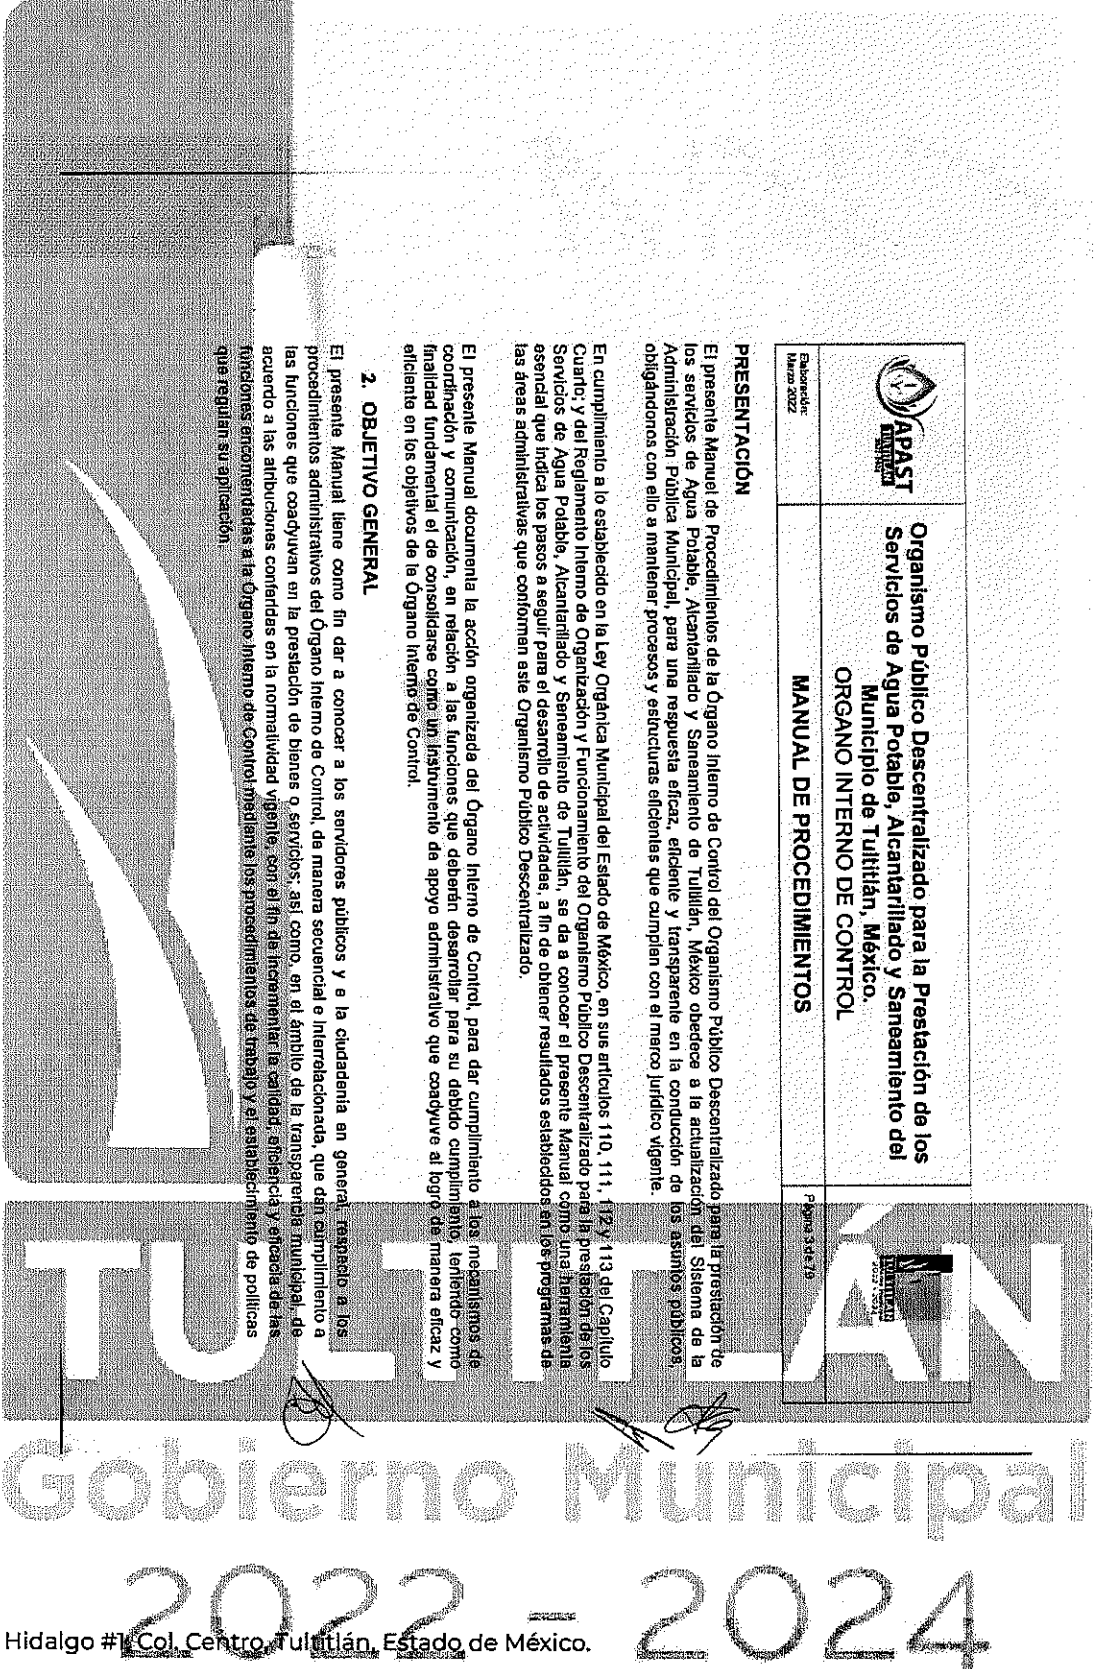 APAST
TULTITLÁN
Organismo Público Descentralizado para la Prestación de los
Servicios de Agua Potable, Alcantarillado y Saneamiento del
Municipio de Tultitlán, México.
ORGANO INTERNO DE CONTROL
TULTITLÁN
2022 - 2024
Elaboración:
Marzo 2022
MANUAL DE PROCEDIMIENTOS
Página 3 de 79
PRESENTACIÓN
El presente Manuel de Procedimientos de la Órgano Interno de Control del Organismo Público Descentralizado para la prestación de
los servicios de Agua Potable, Alcantarillado y Saneamiento de Tultitlán, México obedece a la actualización del Sistema de la
Administración Pública Municipal, para una respuesta eficaz, eficiente y transparente en la conducción de los asuntos públicos,
obligándonos con ello a mantener procesos y estructuras eficientes que cumplan con el marco jurídico vigente.
En cumplimiento a lo establecido en la Ley Orgánica Municipal del Estado de México, en sus artículos 110, 111, 112 y 113 del Capítulo
Cuarto; y del Reglamento Interno de Organización y Funcionamiento del Organismo Público Descentralizado para la prestación de los
Servicios de Agua Potable, Alcantarillado y Saneamiento de Tultitlán, se da a conocer el presente Manual como una herramienta
esencial que indica los pasos a seguir para el desarrollo de actividades, a fin de obtener resultados establecidos en los programas de
las áreas administrativas que conformen este Organismo Público Descentralizado.
El presente Manual documenta la acción organizada del Órgano Interno de Control, para dar cumplimiento a los mecanismos de
coordinación y comunicación, en relación a las funciones que deberán desarrollar para su debido cumplimiento, teniendo como
finalidad fundamental el de consolidarse como un instrumento de apoyo administrativo que coadyuve al logro de manera eficaz y
eficiente en los objetivos de la Órgano Interno de Control.
2. OBJETIVO GENERAL
El presente Manual tiene como fin dar a conocer a los servidores públicos y a la ciudadanía en general, respecto a los
procedimientos administrativos del Órgano Interno de Control, de manera secuencial e interrelacionada, que dan cumplimiento a
las funciones que coadyuvan en la prestación de bienes o servicios; así como, en el ámbito de la transparencia municipal, de
acuerdo a las atribuciones conferidas en la normatividad vigente, con el fin de incrementar la calidad, eficiencia y eficacia de las
funciones encomendadas a la Órgano Interno de Control mediante los procedimientos de trabajo y el establecimiento de políticas
que regulan su aplicación.
TULTITLÁN
Gobierno Municipal
2022 - 2024
Hidalgo #1, Col. Centro, Tultitlán, Estado de México.